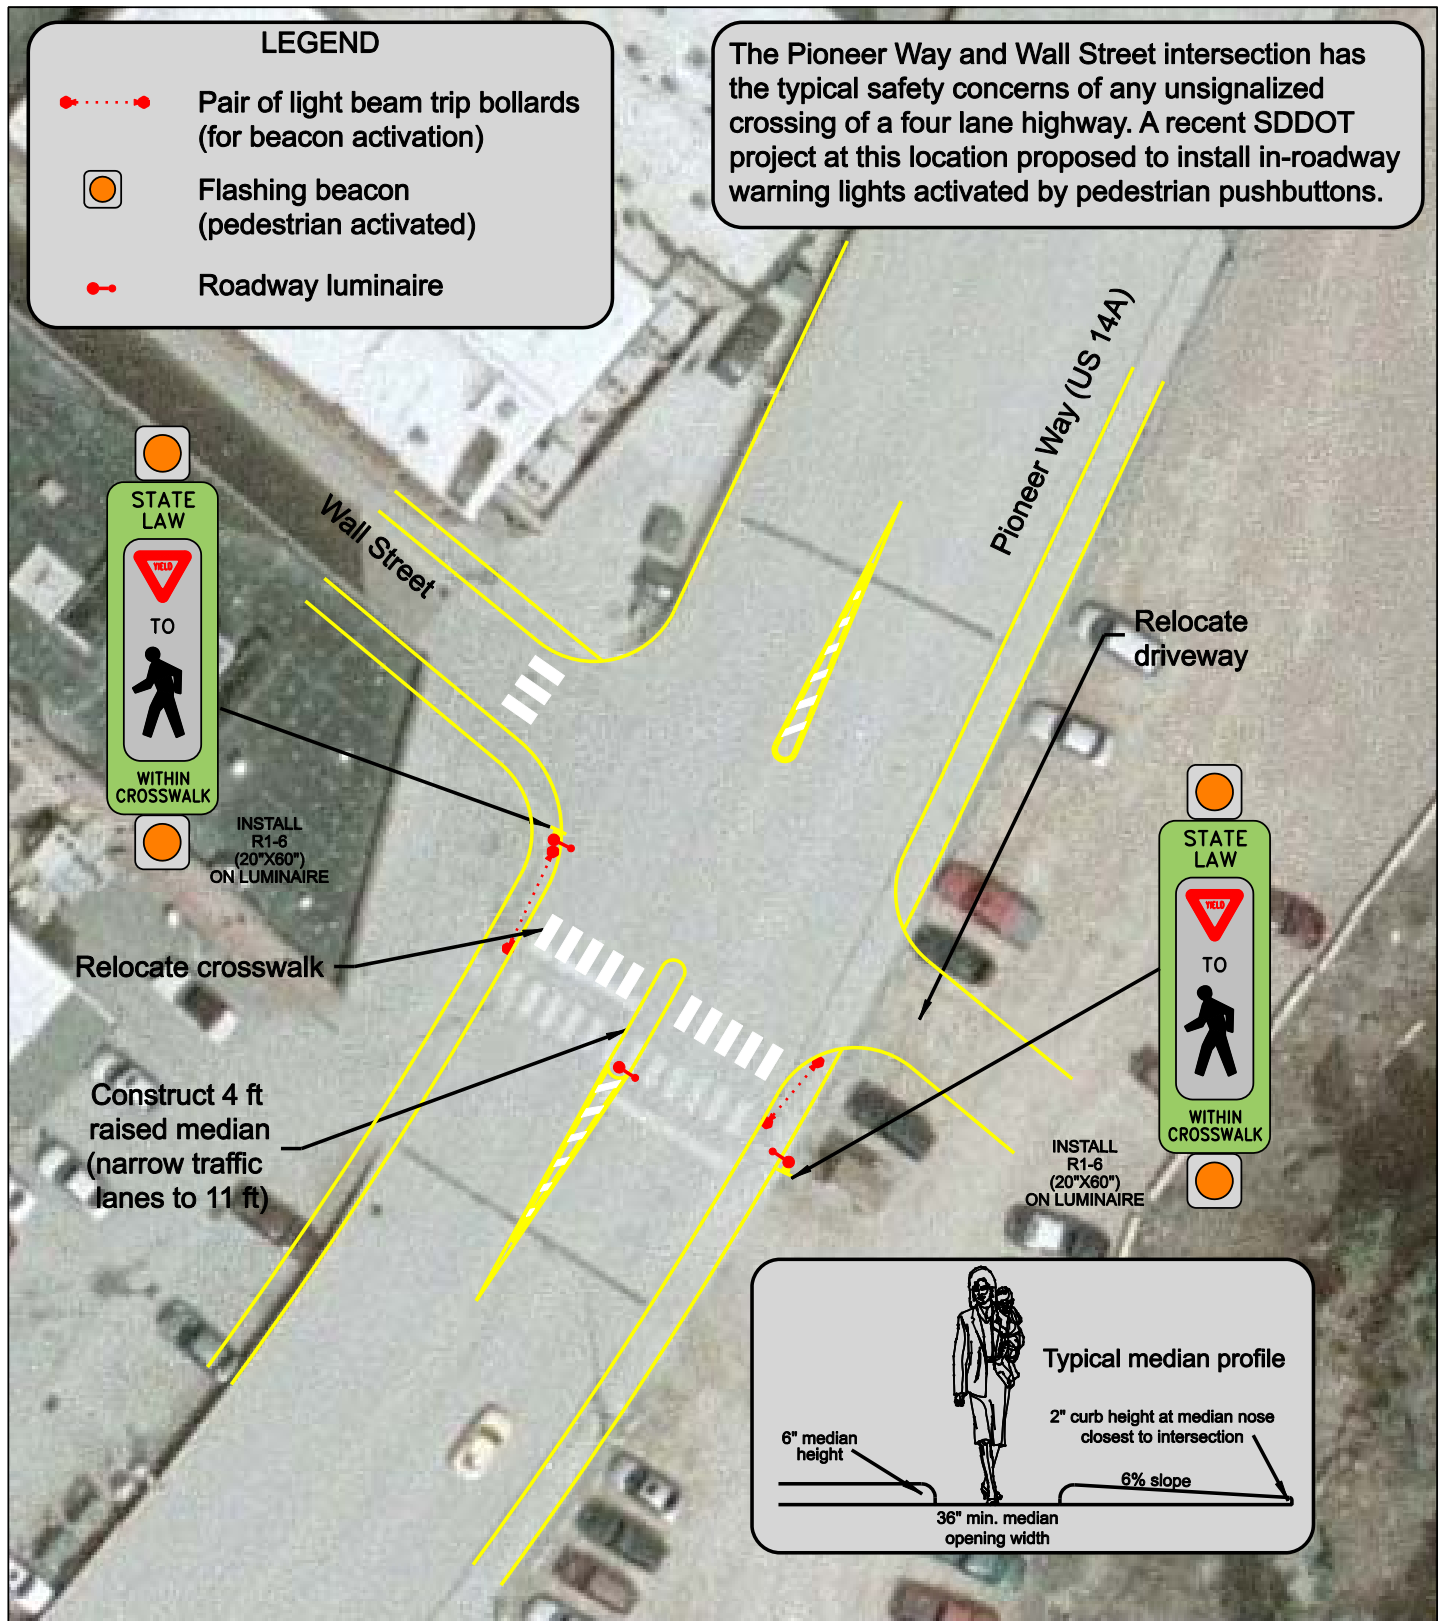 LEGEND
Pair of light beam trip bollards
(for beacon activation)
Flashing beacon
(pedestrian activated)
Roadway luminaire
The Pioneer Way and Wall Street intersection has
the typical safety concerns of any unsignalized
crossing of a four lane highway. A recent SDDOT
project at this location proposed to install in-roadway
warning lights activated by pedestrian pushbuttons.
Pioneer Way (US 14A)
Wall Street
STATE
LAW
YIELD
TO
WITHIN
CROSSWALK
INSTALL
R1-6
(20"X60")
ON LUMINAIRE
Relocate
driveway
Relocate crosswalk
Construct 4 ft
raised median
(narrow traffic
lanes to 11 ft)
STATE
LAW
YIELD
TO
WITHIN
CROSSWALK
INSTALL
R1-6
(20"X60")
ON LUMINAIRE
Typical median profile
2" curb height at median nose
closest to intersection
6" median
height
6% slope
36" min. median
opening width